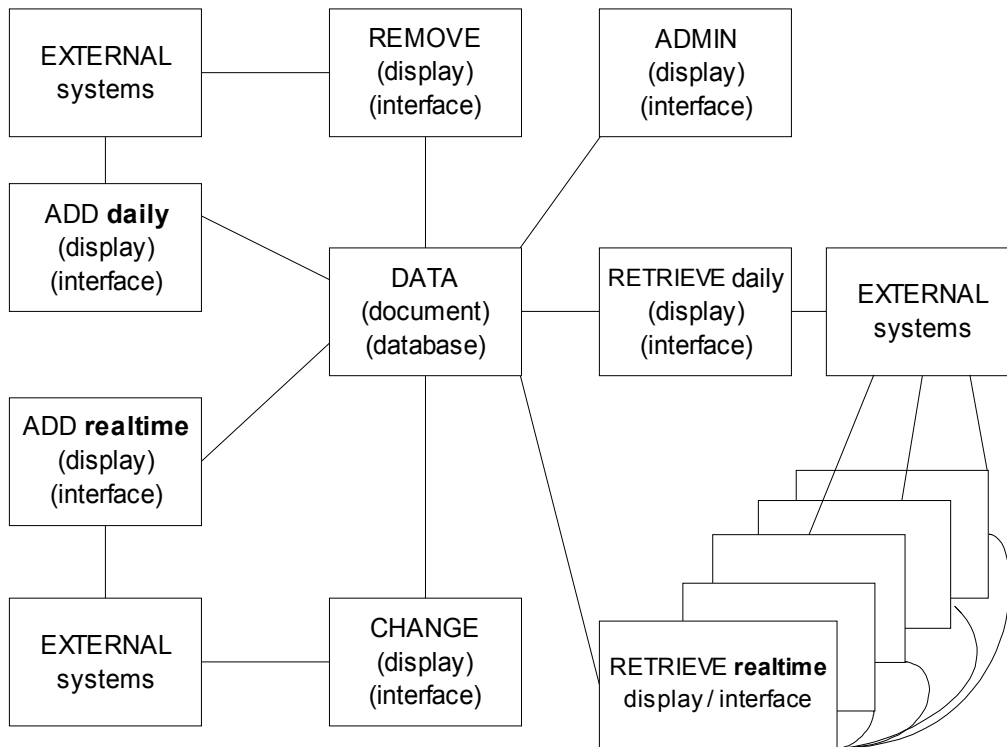 EXTERNAL
systems
REMOVE
(display)
(interface)
ADMIN
(display)
(interface)
ADD daily
(display)
(interface)
DATA
(document)
(database)
RETRIEVE daily
(display)
(interface)
EXTERNAL
systems
ADD realtime
(display)
(interface)
EXTERNAL
systems
CHANGE
(display)
(interface)
RETRIEVE realtime
display / interface